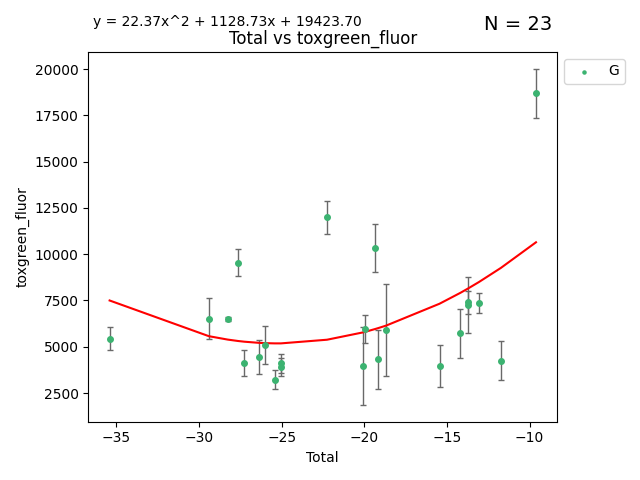 y = 22.37x^2 + 1128.73x + 19423.70
N = 23
Total vs toxgreen_fluor
G
toxgreen_fluor
20000
17500
15000
12500
10000
7500
5000
2500
−35 −30 −25 −20 −15 −10
Total